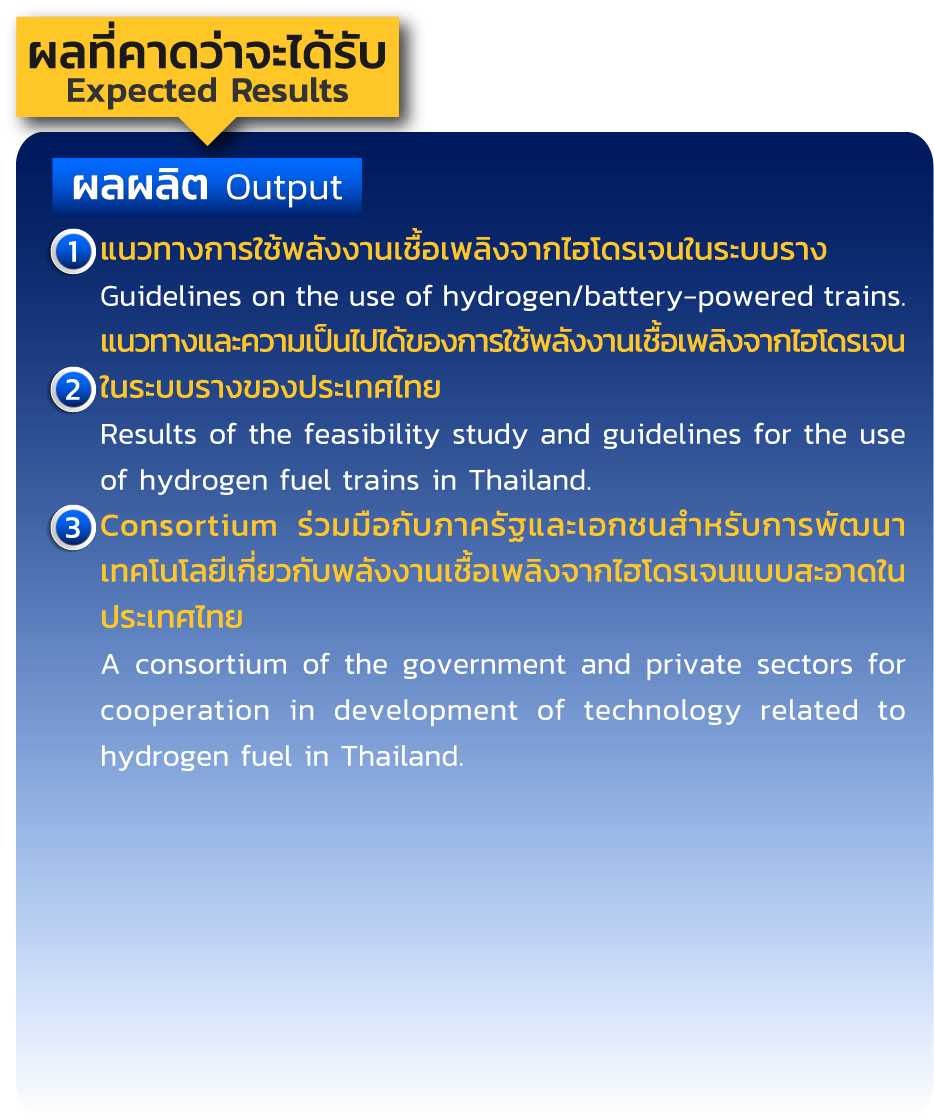 ผลที่คาดว่าจะได้รับ
Expected Results
ผลผลิต Output
1 แนวทางการใช้พลังงานเชื้อเพลิงจากไฮโดรเจนในระบบราง
Guidelines on the use of hydrogen/battery-powered trains.
แนวทางและความเป็นไปได้ของการใช้พลังงานเชื้อเพลิงจากไฮโดรเจน
2 ในระบบรางของประเทศไทย
Results of the feasibility study and guidelines for the use
of hydrogen fuel trains in Thailand.
3 Consortium ร่วมมือกับภาครัฐและเอกชนสำหรับการพัฒนา
เทคโนโลยีเกี่ยวกับพลังงานเชื้อเพลิงจากไฮโดรเจนแบบสะอาดใน
ประเทศไทย
A consortium of the government and private sectors for
cooperation in development of technology related to
hydrogen fuel in Thailand.